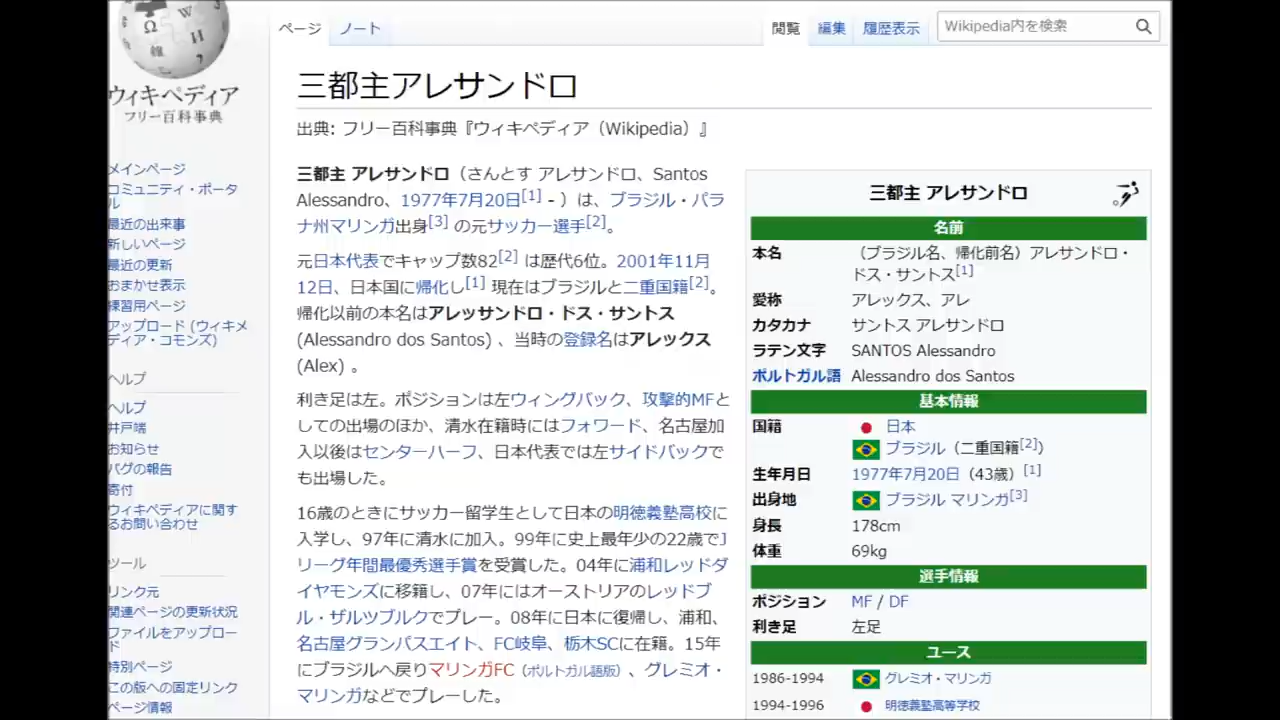 ページ
ノート
閲覧
編集
履歴表示
Wikipedia内を検索
Ω
W
祕
И
ウィキペディア
フリー百科事典
メインページ
コミュニティ・ポータ
ル
最近の出来事
新しいページ
最近の更新
おまかせ表示
練習用ページ
アップロード (ウィキメ
ディア・コモンズ)
ヘルプ
ヘルプ
井戸端
お知らせ
バグの報告
寄付
ウィキペディアに関す
るお問い合わせ
ツール
リンク元
関連ページの更新状況
ファイルをアップロー
ド
特別ページ
この版への固定リンク
ページ情報
三都主アレサンドロ
出典: フリー百科事典『ウィキペディア（Wikipedia）』
三都主 アレサンドロ（さんとす アレサンドロ、Santos
Alessandro、1977年7月20日[1] - ）は、ブラジル・パラ
ナ州マリンガ出身[3] の元サッカー選手[2]。
元日本代表でキャップ数82[2] は歴代6位。2001年11月
12日、日本国に帰化し[1] 現在はブラジルと二重国籍[2]。
帰化以前の本名はアレッサンドロ・ドス・サントス
(Alessandro dos Santos) 、当時の登録名はアレックス
(Alex) 。
利き足は左。ポジションは左ウィングバック、攻撃的MFと
しての出場のほか、清水在籍時にはフォワード、名古屋加
入以後はセンターハーフ、日本代表では左サイドバックで
も出場した。
16歳のときにサッカー留学生として日本の明徳義塾高校に
入学し、97年に清水に加入。99年に史上最年少の22歳でJ
リーグ年間最優秀選手賞を受賞した。04年に浦和レッドダ
イヤモンズに移籍し、07年にはオーストリアのレッドブ
ル・ザルツブルクでプレー。08年に日本に復帰し、浦和、
名古屋グランパスエイト、FC岐阜、栃木SCに在籍。15年
にブラジルへ戻りマリンガFC（ポルトガル語版）、グレミオ・
マリンガなどでプレーした。
三都主 アレサンドロ
名前
本名 （ブラジル名、帰化前名）アレサンドロ・
ドス・サントス[1]
愛称 アレックス、アレ
カタカナ サントス アレサンドロ
ラテン文字 SANTOS Alessandro
ポルトガル語 Alessandro dos Santos
基本情報
国籍 日本
ブラジル（二重国籍[2]）
生年月日 1977年7月20日（43歳）[1]
出身地 ブラジル マリンガ[3]
身長 178cm
体重 69kg
選手情報
ポジション MF / DF
利き足 左足
ユース
1986-1994 グレミオ・マリンガ
1994-1996 明徳義塾高等学校